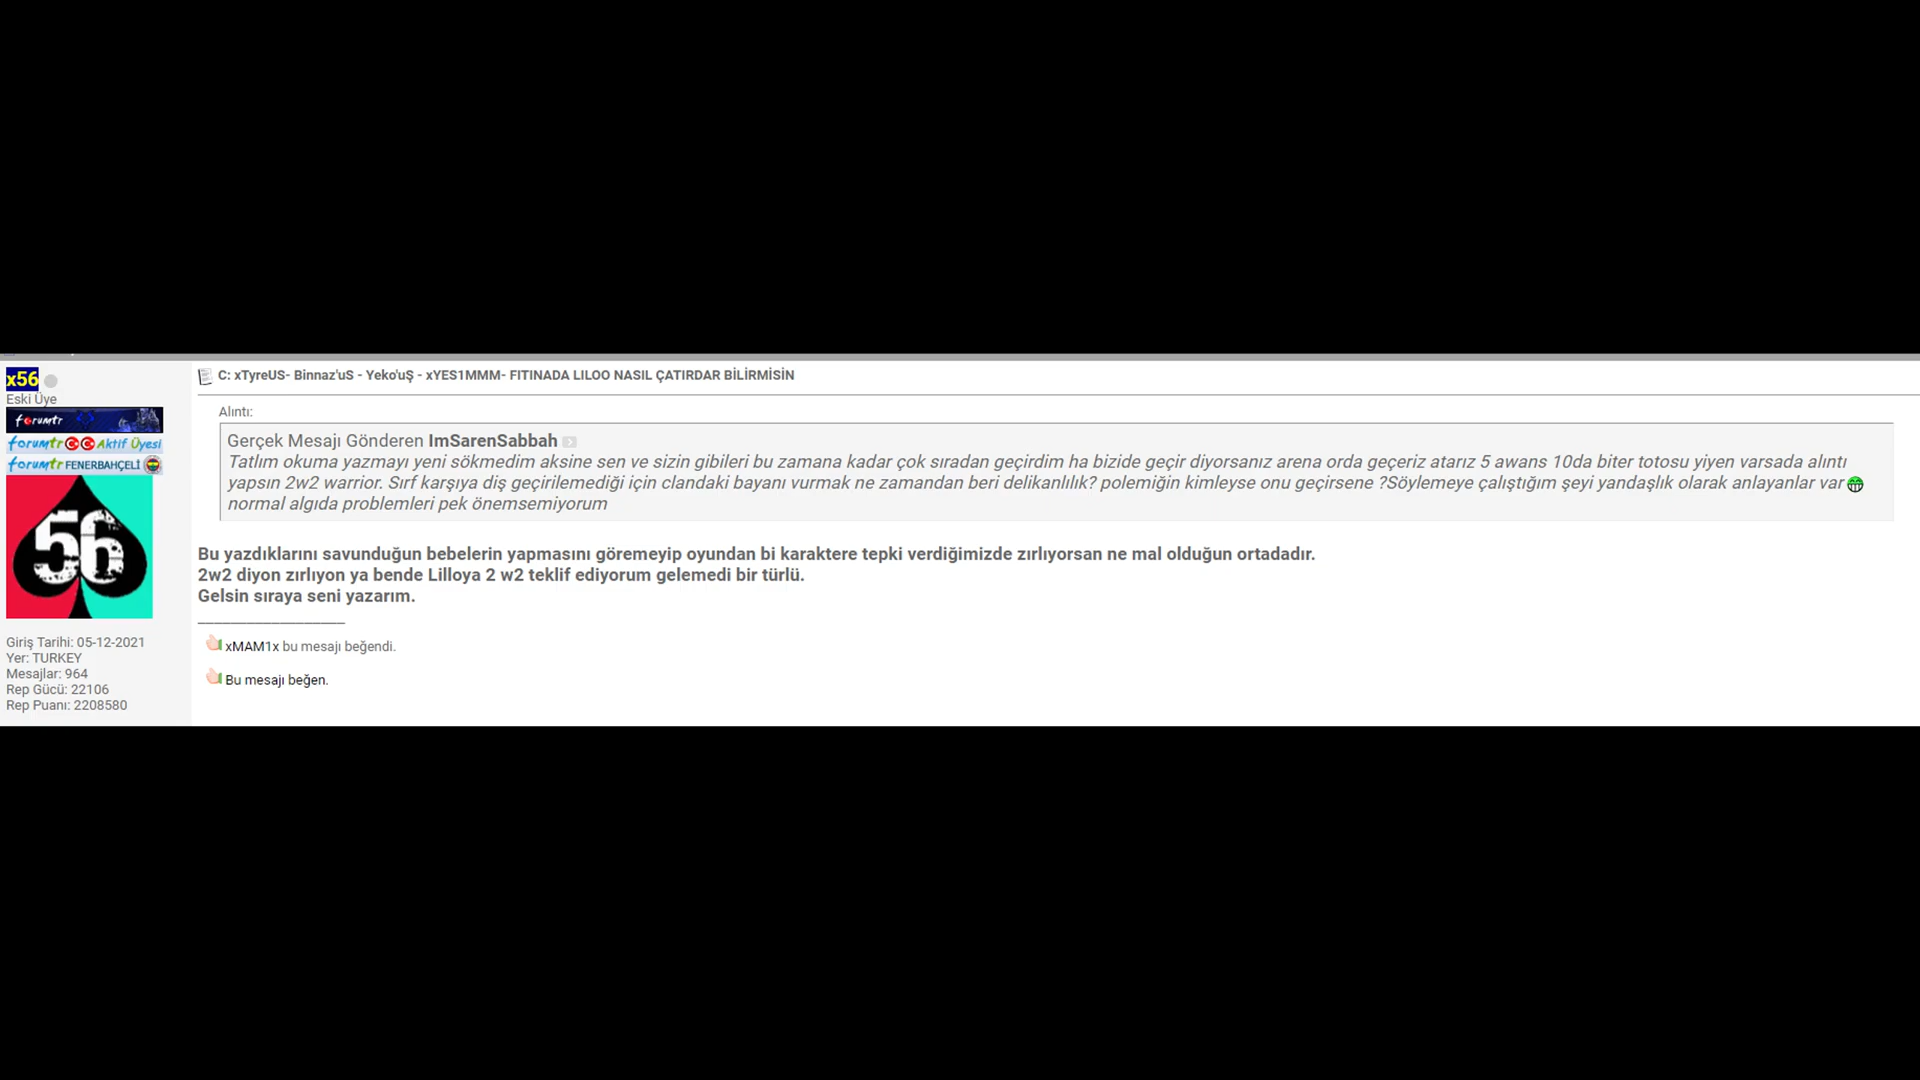 x56
Eski Üye
forumtr
forumtr Aktif Üyesi
forumtr FENERBAHÇELİ
56
Giriş Tarihi: 05-12-2021
Yer: TURKEY
Mesajlar: 964
Rep Gücü: 22106
Rep Puanı: 2208580
C: xTyreUS- Binnaz'uS - Yeko'uŞ - xYES1MMM- FITINADA LILOO NASIL ÇATIRDAR BİLİRMİSİN
Alıntı:
Gerçek Mesajı Gönderen ImSarenSabbah
Tatlım okuma yazmayı yeni sökmedim aksine sen ve sizin gibileri bu zamana kadar çok sıradan geçirdim ha bizide geçir diyorsanız arena orda geçeriz atarız 5 awans 10da biter totosu yiyen varsada alıntı
yapsın 2w2 warrior. Sırf karşıya diş geçirilemediği için clandaki bayanı vurmak ne zamandan beri delikanlılık? polemiğin kimleyse onu geçirsene ?Söylemeye çalıştığım şeyi yandaşlık olarak anlayanlar var
normal algıda problemleri pek önemsemiyorum
Bu yazdıklarını savunduğun bebelerin yapmasını göremeyip oyundan bi karaktere tepki verdiğimizde zırlıyorsan ne mal olduğun ortadadır.
2w2 diyon zırlıyon ya bende Lilloya 2 w2 teklif ediyorum gelemedi bir türlü.
Gelsin sıraya seni yazarım.
xMAM1x bu mesajı beğendi.
Bu mesajı beğen.